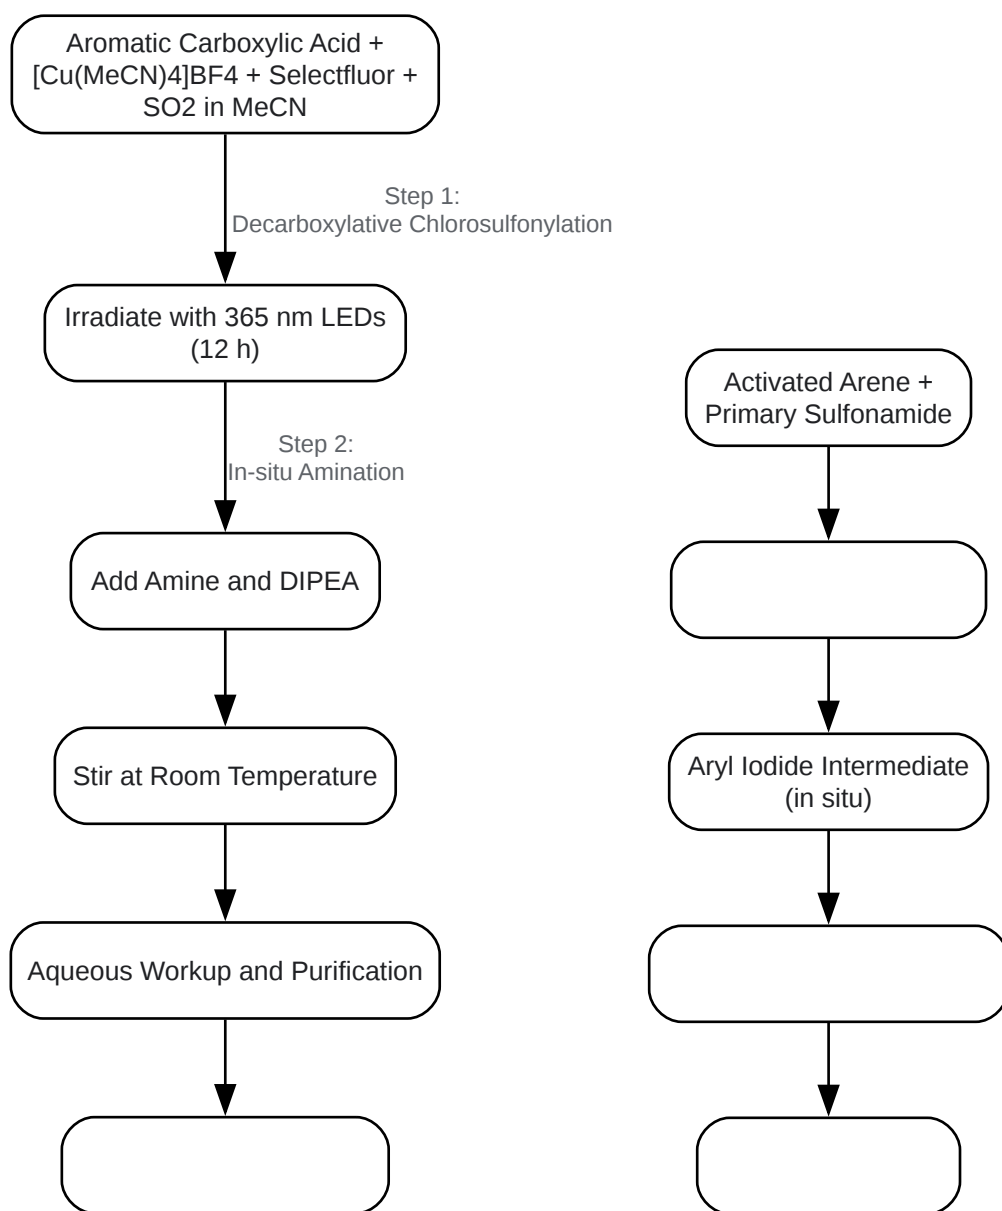 Aromatic Carboxylic Acid +
[Cu(MeCN)4]BF4 + Selectfluor +
SO2 in MeCN
Step 1:
Decarboxylative Chlorosulfonylation
Irradiate with 365 nm LEDs
(12 h)
Step 2:
In-situ Amination
Add Amine and DIPEA
Stir at Room Temperature
Aqueous Workup and Purification
Activated Arene +
Primary Sulfonamide
Aryl Iodide Intermediate
(in situ)